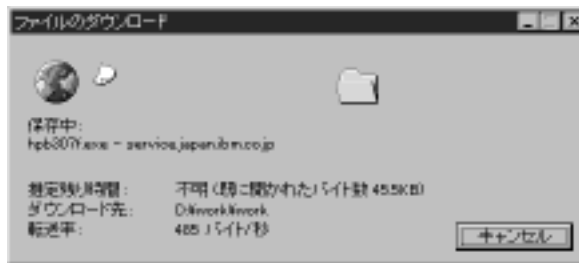 ファイルのダウンロード
保存中:
hpb307f.exe - service.japan.ibm.co.jp
推定残り時間: 不明 (既に開かれたバイト数 45.5KB)
ダウンロード先: D:¥iwork¥iwork
転送率: 485 バイト/秒
キャンセル